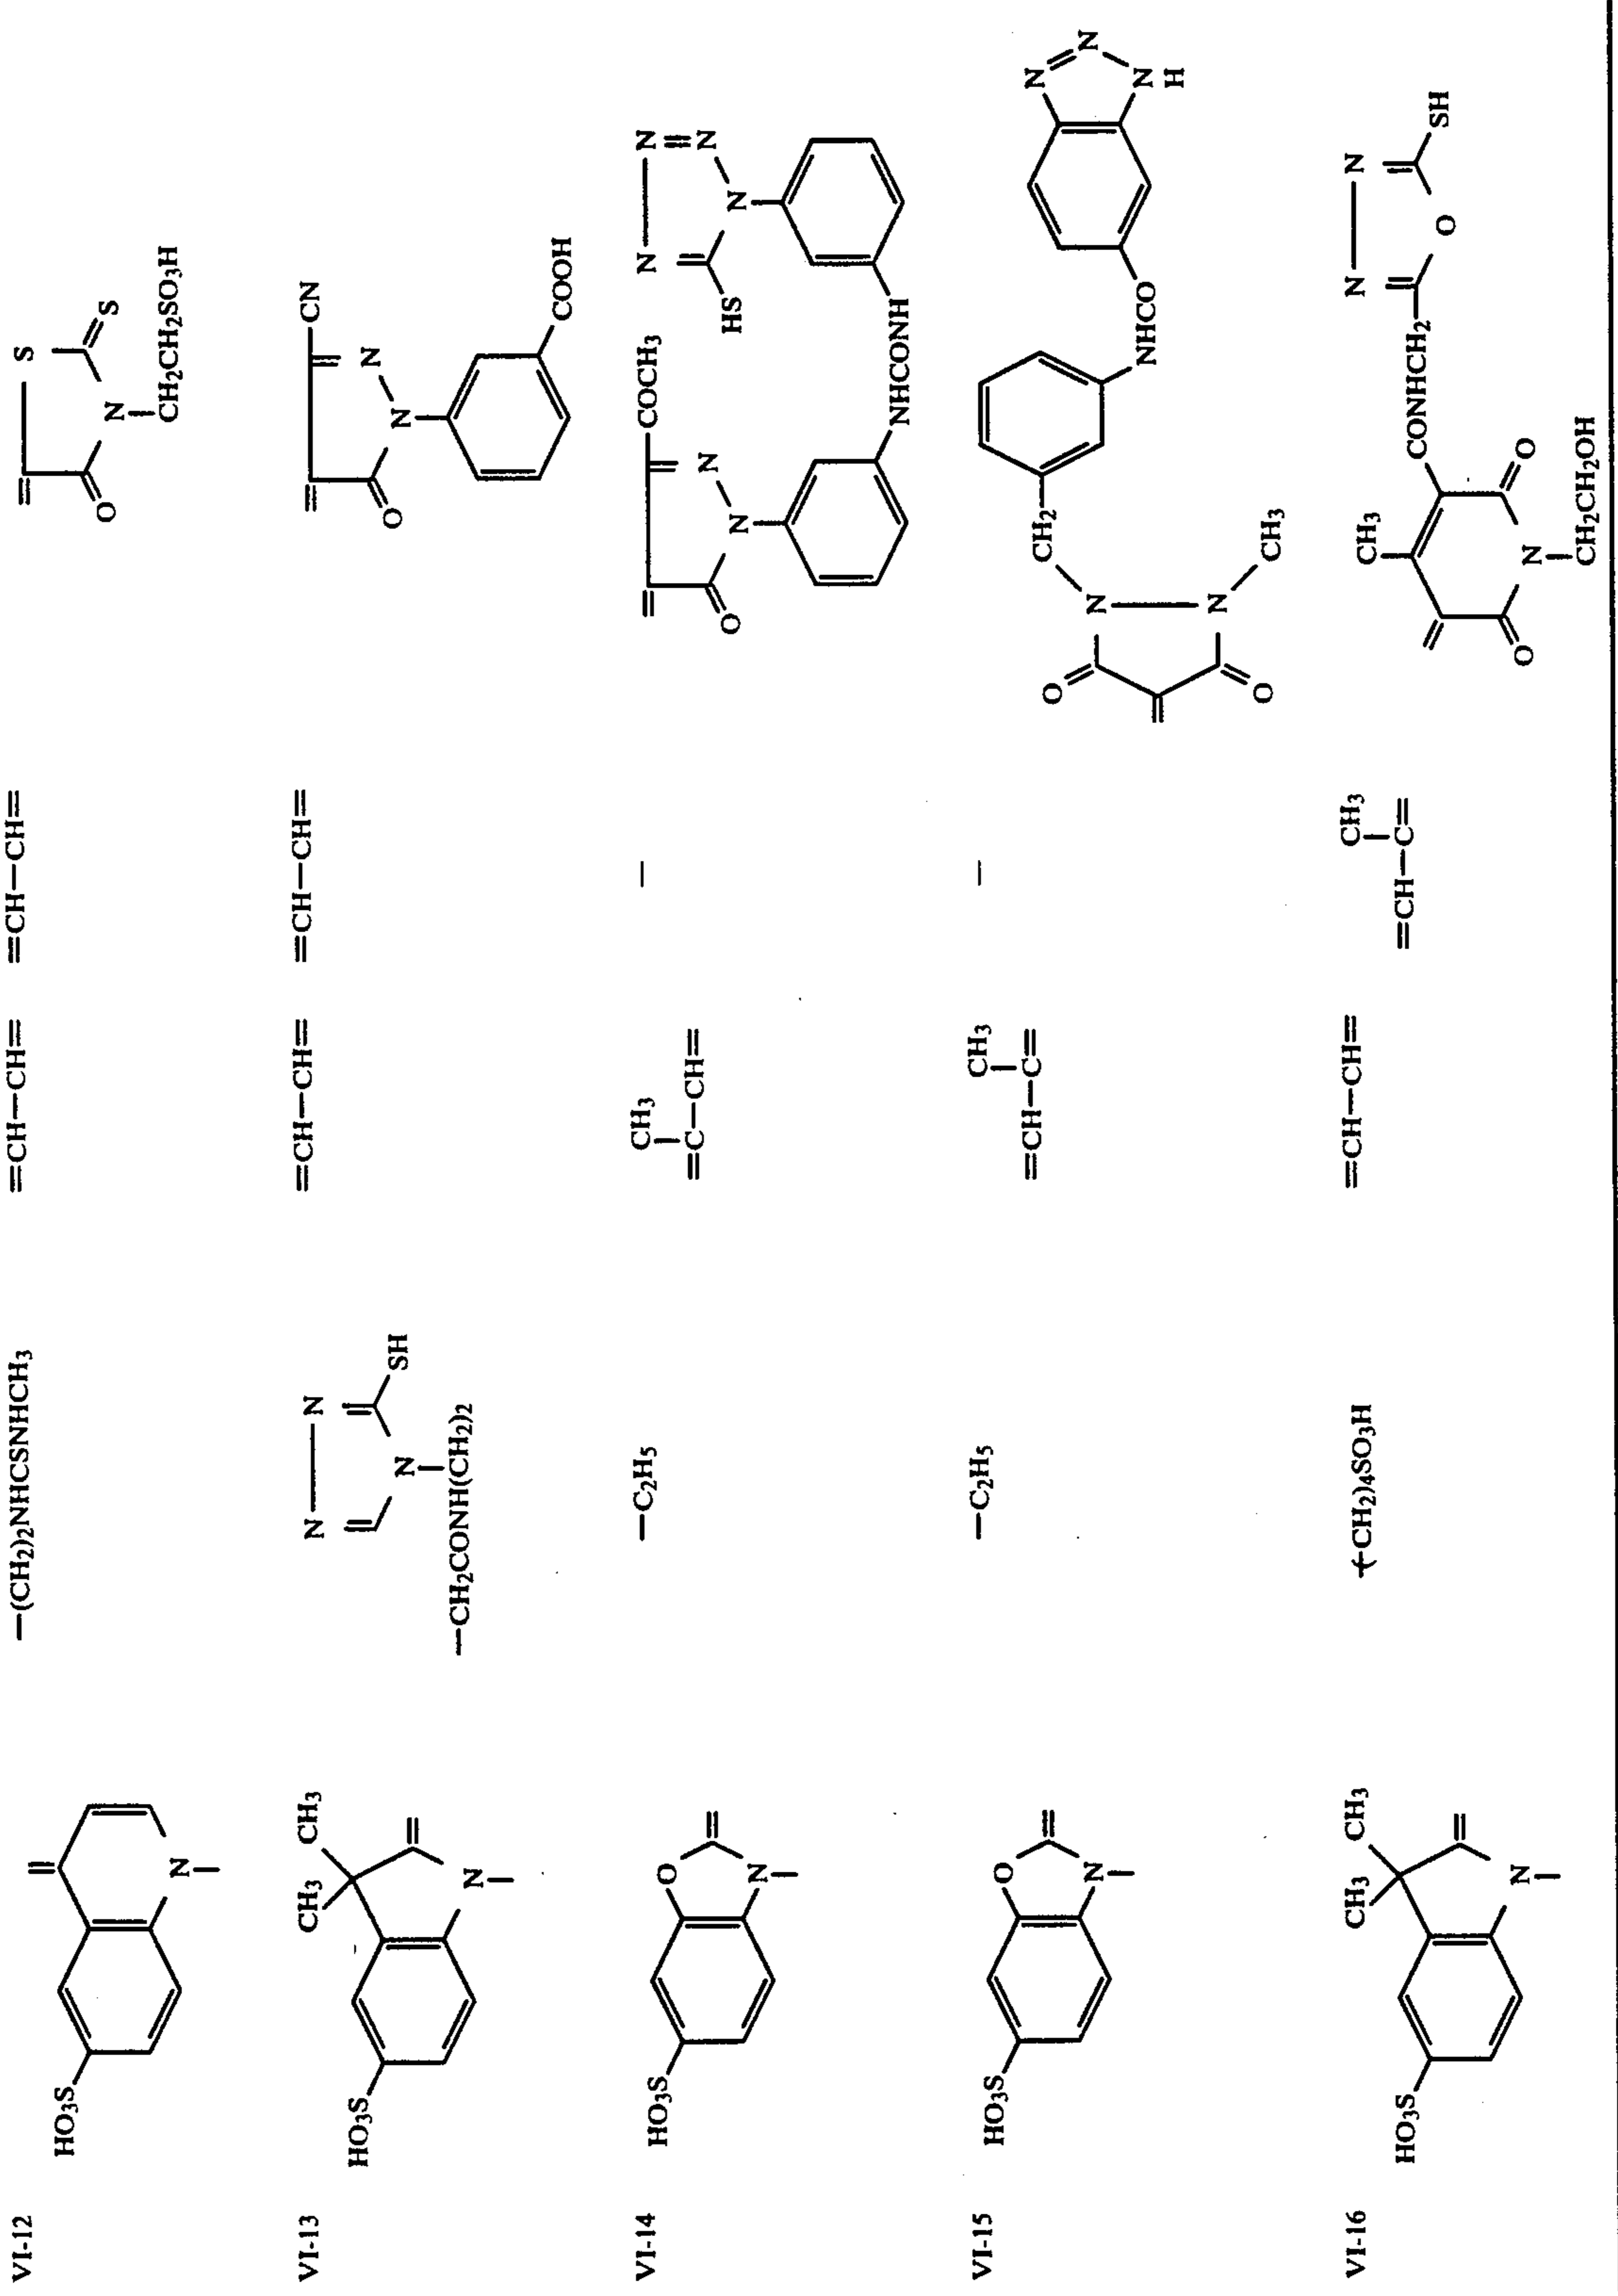 VI-12
HO3S
N
—(CH2)2NHCSNHCH3
=CH—CH=
=CH—CH=
S
S
O
N
CH2CH2SO3H
VI-13
CH3
CH3
HO3S
N
N
N
SH
N
—CH2CONH(CH2)2
=CH—CH=
=CH—CH=
CN
N
O
N
COOH
VI-14
HO3S
O
N
—C2H5
CH3
=C—CH=
—
COCH3
N
O
N
NHCONH
N
N
N
N
HS
VI-15
HO3S
O
N
—C2H5
CH3
=CH—C=
—
O
O
N
N
CH2
CH3
NHCO
N
N
N
H
VI-16
CH3
CH3
HO3S
N
(CH2)4SO3H
=CH—CH=
CH3
=CH—C=
CH3
CONHCH2
N
N
SH
O
O
O
N
CH2CH2OH